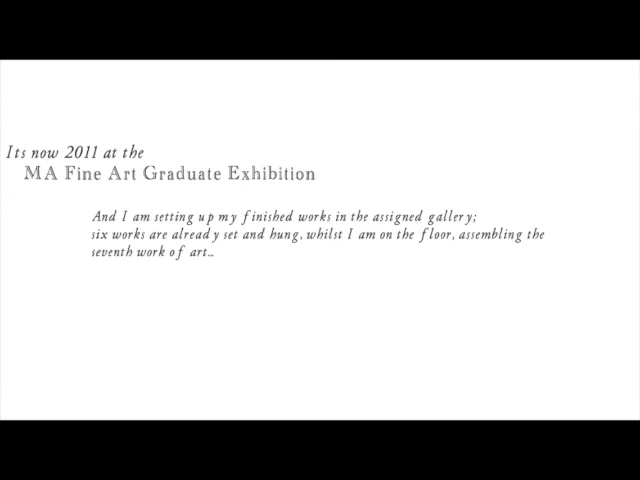 Its now 2011 at the
MA Fine Art Graduate Exhibition
And I am setting up my finished works in the assigned gallery;
six works are already set and hung, whilst I am on the floor, assembling the
seventh work of art...